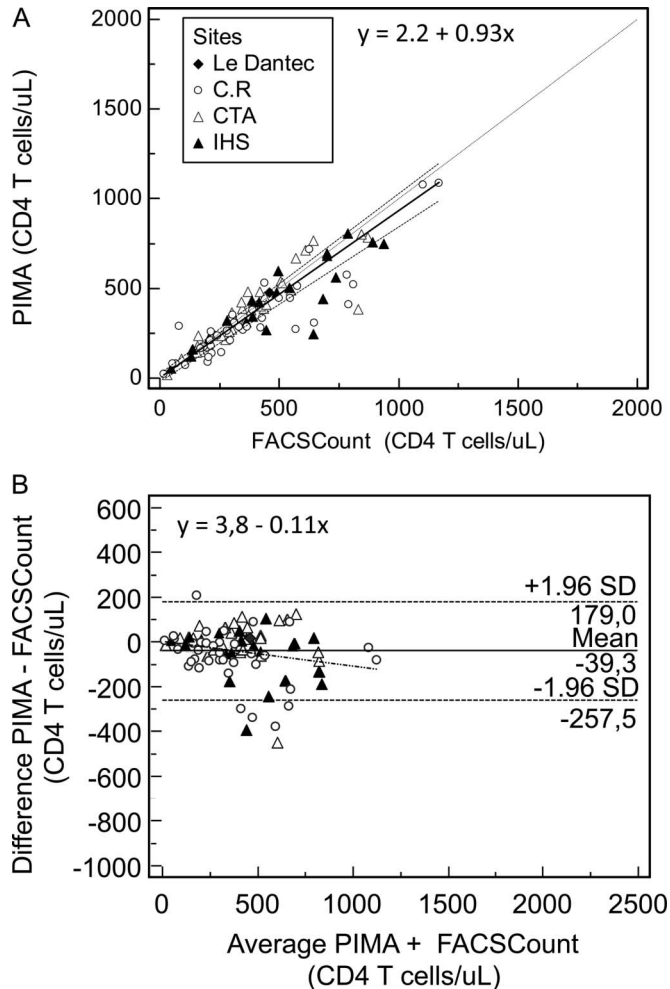 A
y = 2.2 + 0.93x
Sites
Le Dantec
C.R
CTA
IHS
PIMA (CD4 T cells/uL)
2000
1500
1000
500
0
0 500 1000 1500 2000
FACSCount (CD4 T cells/uL)
B
y = 3,8 - 0.11x
Difference PIMA - FACSCount
(CD4 T cells/uL)
600
400
200
0
-200
-400
-600
-800
-1000
+1.96 SD
179,0
Mean
-39,3
-1.96 SD
-257,5
0 500 1000 1500 2000 2500
Average PIMA + FACSCount
(CD4 T cells/uL)